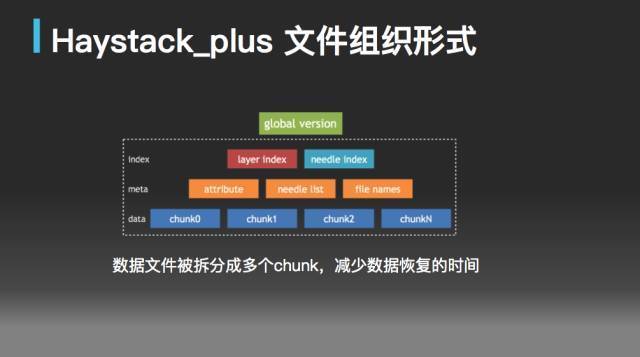 Haystack_plus 文件组织形式
global version
index layer index needle index
meta attribute needle list file names
data chunk0 chunk1 chunk2 chunkN
数据文件被拆分成多个chunk，减少数据恢复的时间